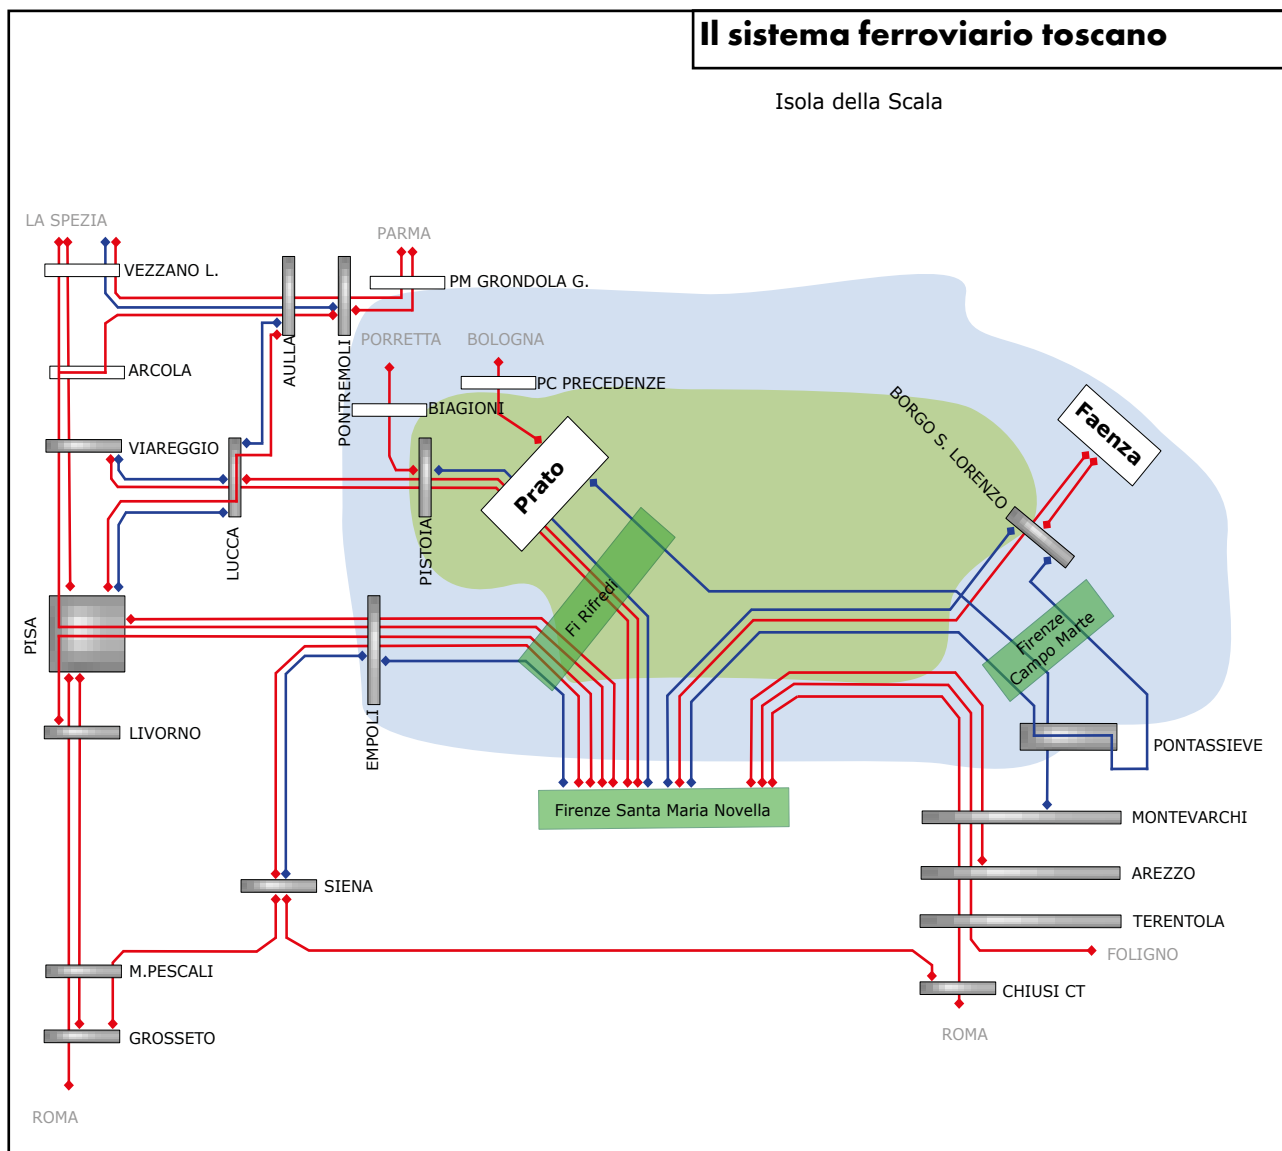 Il sistema ferroviario toscano
Isola della Scala
LA SPEZIA
PARMA
VEZZANO L.
PM GRONDOLA G.
PORRETTA
BOLOGNA
AULLA
PONTREMOLI
ARCOLA
PC PRECEDENZE
BIAGIONI
BORGO S. LORENZO
Faenza
VIAREGGIO
Prato
LUCCA
PISTOIA
Fi Rifredi
PISA
Firenze
Campo Marte
EMPOLI
LIVORNO
PONTASSIEVE
Firenze Santa Maria Novella
MONTEVARCHI
SIENA
AREZZO
TERENTOLA
FOLIGNO
M.PESCALI
CHIUSI CT
GROSSETO
ROMA
ROMA